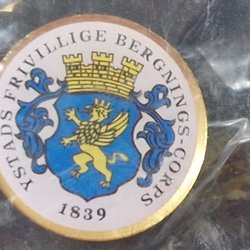 YSTADS FRIVILLIGE BERGNINGS-CORPS
1839